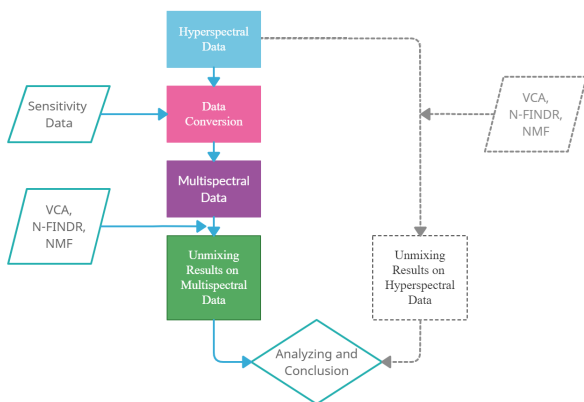 Hyperspectral
Data
Sensitivity
Data
Data
Conversion
VCA,
N-FINDR,
NMF
Multispectral
Data
VCA,
N-FINDR,
NMF
Unmixing
Results on
Multispectral
Data
Unmixing
Results on
Hyperspectral
Data
Analyzing and
Conclusion